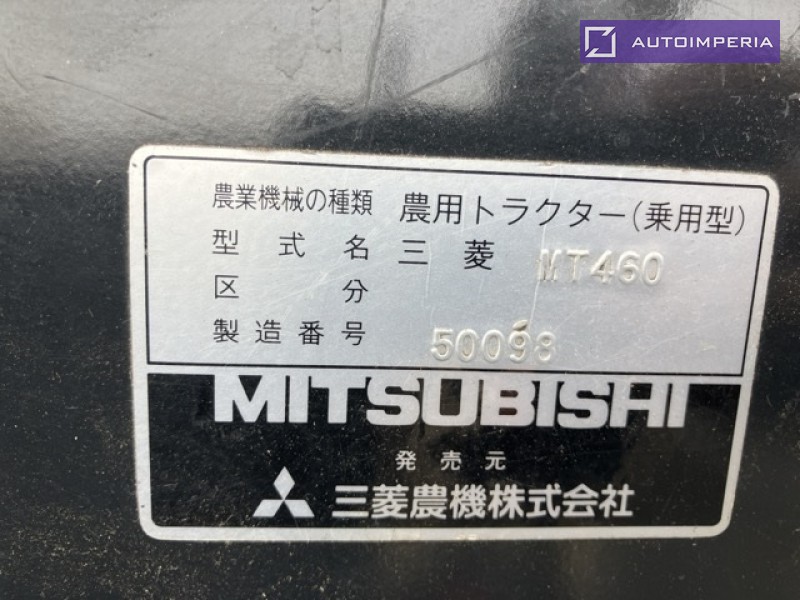 AUTOIMPERIA
農業機械の種類 農用トラクター(乗用型)
型式名 三菱 MT460
区分
製造番号 50098
MITSUBISHI
発売元
三菱農機株式会社